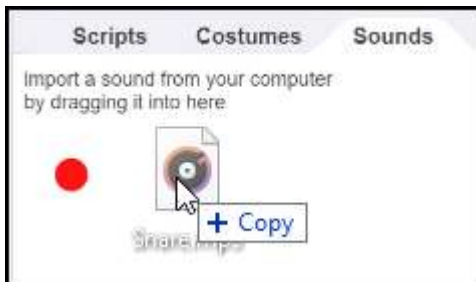 Scripts Costumes Sounds
Import a sound from your computer
by dragging it into here
+ Copy